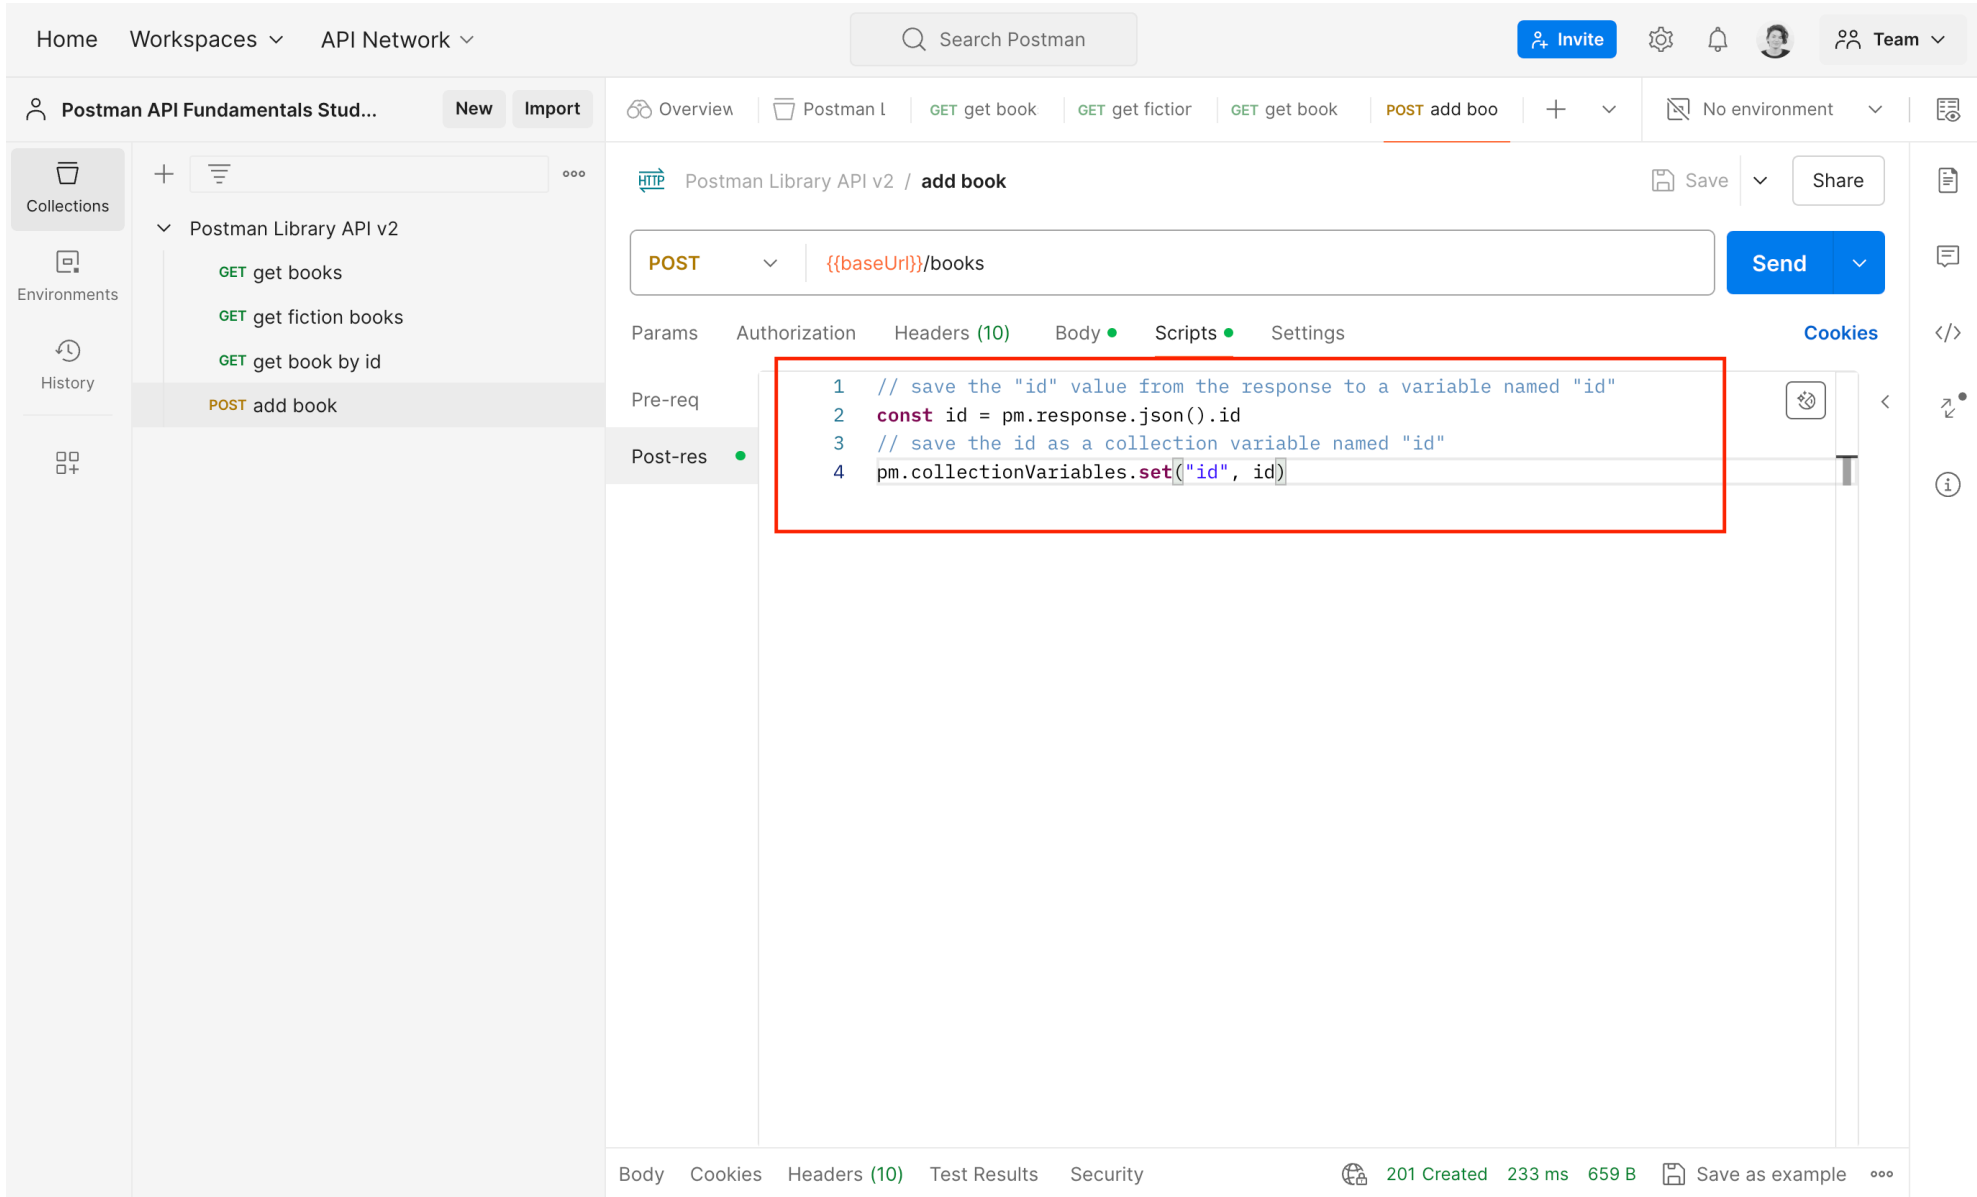 Home Workspaces API Network Search Postman Invite Team
Postman API Fundamentals Stud... New Import Overview Postman L GET get book GET get fiction GET get book POST add boo No environment
Collections
Environments
History
Postman Library API v2
GET get books
GET get fiction books
GET get book by id
POST add book
HTTP Postman Library API v2 / add book Save Share
POST {{baseUrl}}/books Send
Params Authorization Headers (10) Body Scripts Settings Cookies
Pre-req
Post-res
1 // save the "id" value from the response to a variable named "id"
2 const id = pm.response.json().id
3 // save the id as a collection variable named "id"
4 pm.collectionVariables.set("id", id)
Body Cookies Headers (10) Test Results Security 201 Created 233 ms 659 B Save as example